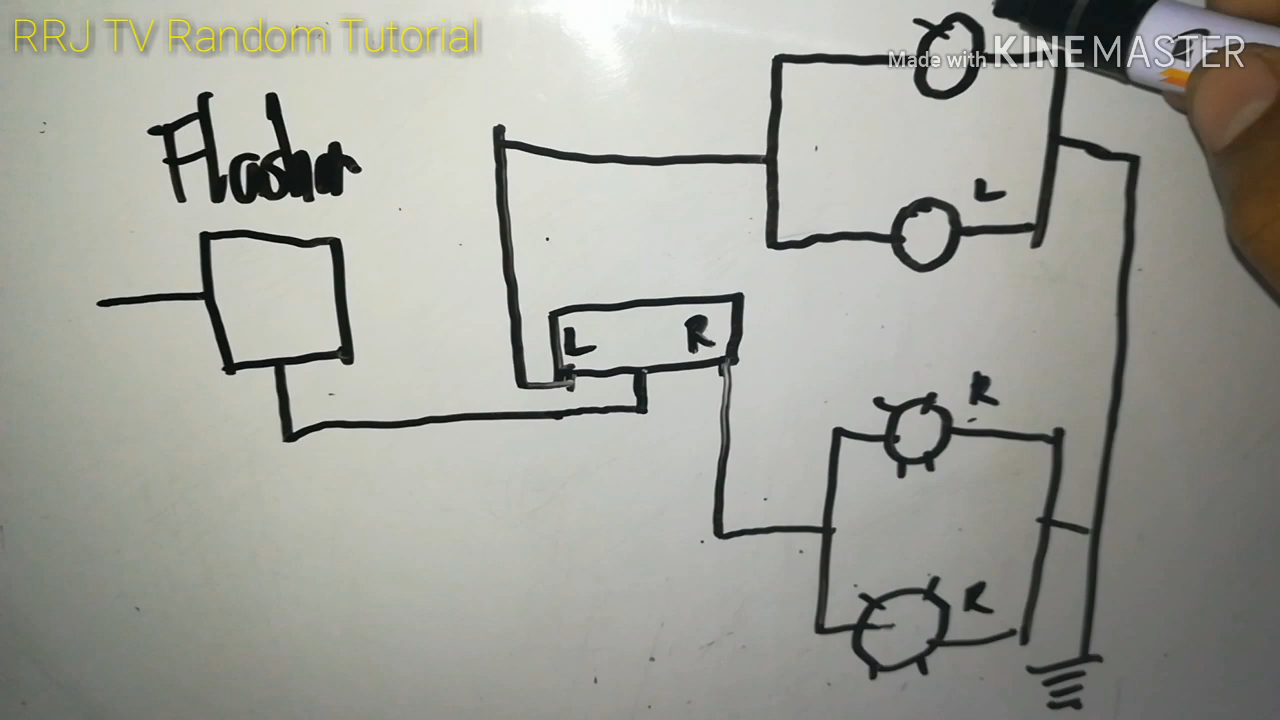 RRJ TV Random Tutorial
Made with KINEMASTER
Flasher
L
L R
R
R